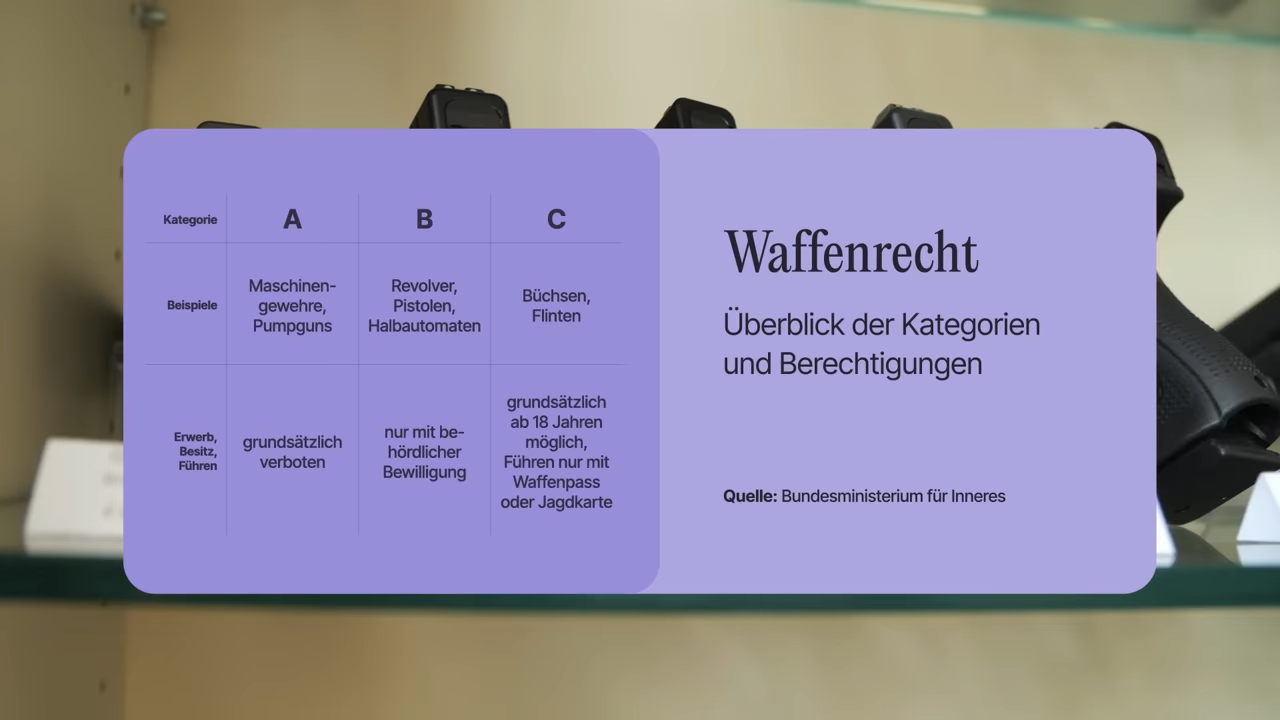 Kategorie
A
B
C
Beispiele
Maschinen-
gewehre,
Pumpguns
Revolver,
Pistolen,
Halbautomaten
Büchsen,
Flinten
Erwerb,
Besitz,
Führen
grundsätzlich
verboten
nur mit be-
hördlicher
Bewilligung
grundsätzlich
ab 18 Jahren
möglich,
Führen nur mit
Waffenpass
oder Jagdkarte
Waffenrecht
Überblick der Kategorien
und Berechtigungen
Quelle: Bundesministerium für Inneres